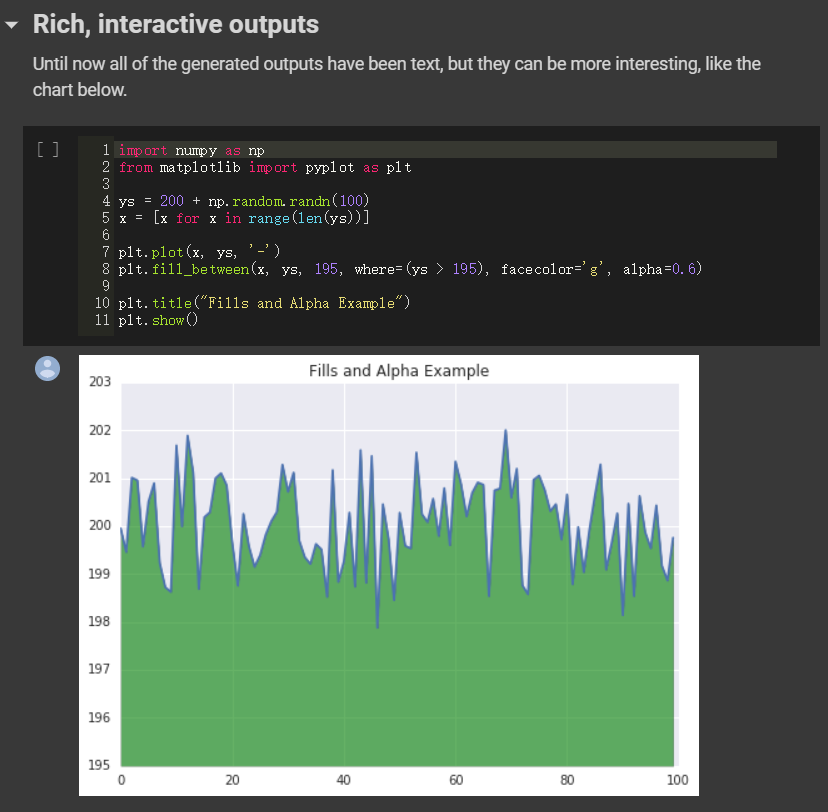 Rich, interactive outputs
Until now all of the generated outputs have been text, but they can be more interesting, like the
chart below.
[ ]
1 import numpy as np
2 from matplotlib import pyplot as plt
3
4 ys = 200 + np.random.randn(100)
5 x = [x for x in range(len(ys))]
6
7 plt.plot(x, ys, '-')
8 plt.fill_between(x, ys, 195, where=(ys > 195), facecolor='g', alpha=0.6)
9
10 plt.title("Fills and Alpha Example")
11 plt.show()
Fills and Alpha Example
203
202
201
200
199
198
197
196
195
0 20 40 60 80 100